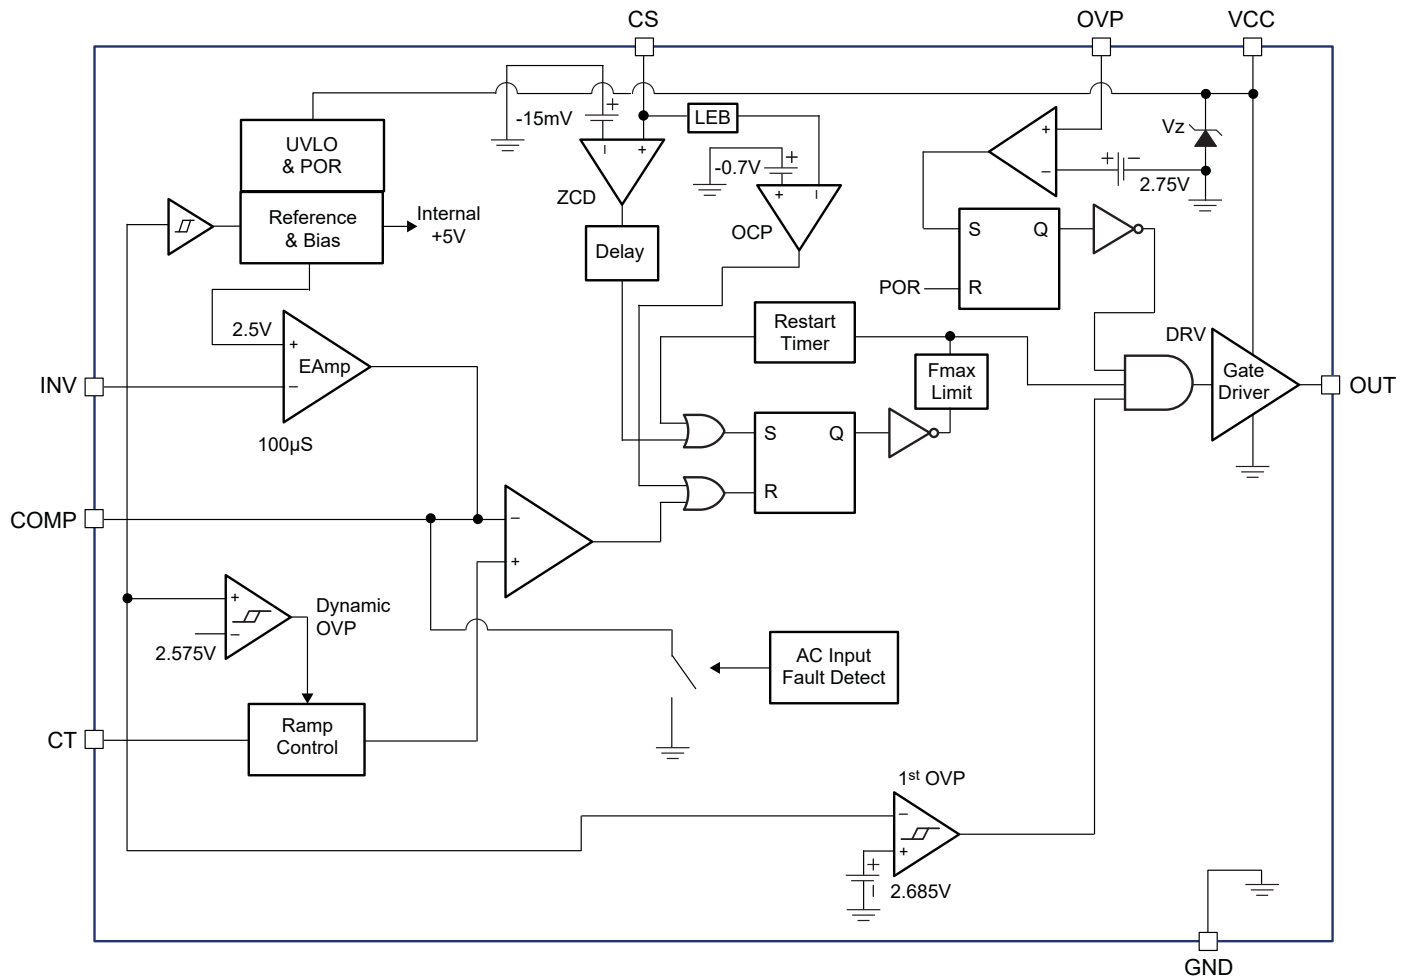 CS
OVP
VCC
-15mV
+
LEB
UVLO
& POR
Vz
-
+
+
-0.7V
+
+
-
+
-
−
2.75V
ZCD
+
-
Reference
& Bias
Internal
+5V
OCP
Delay
S
Q
POR
R
2.5V
+
EAmp
−
Restart
Timer
DRV
Fmax
Limit
Gate
Driver
INV
OUT
100µS
S
Q
R
COMP
−
+
+
Dynamic
OVP
−
2.575V
AC Input
Fault Detect
CT
Ramp
Control
1st OVP
−
+
+
-
2.685V
GND